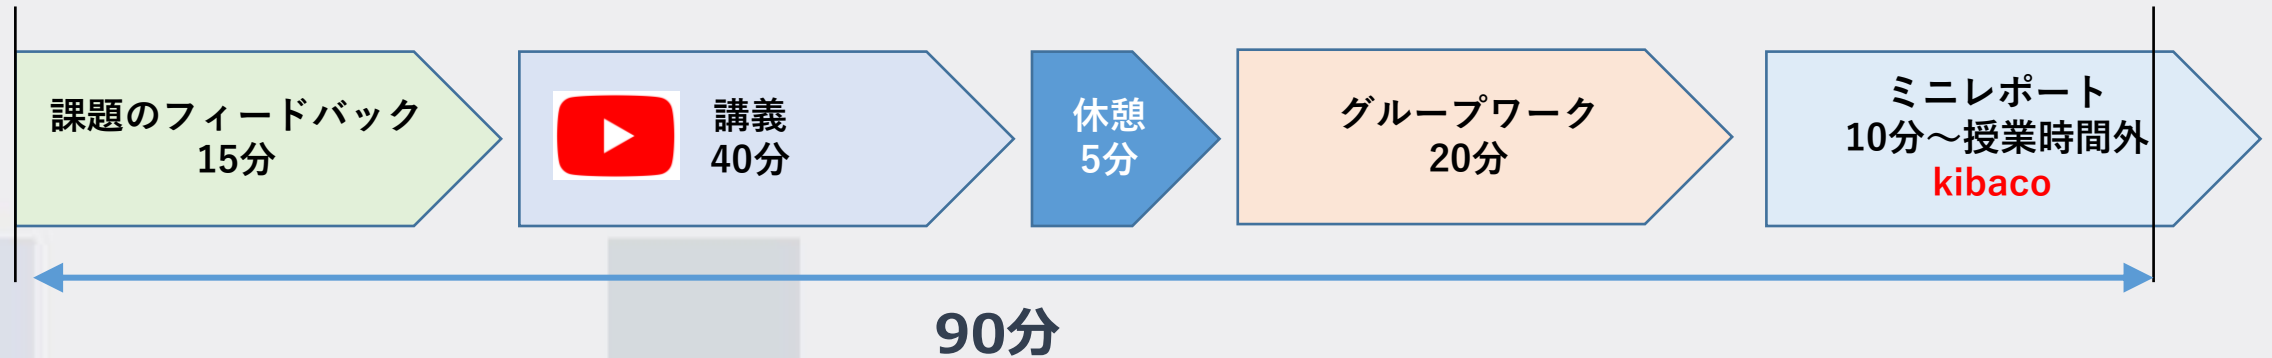 課題のフィードバック
15分
講義
40分
休憩
5分
グループワーク
20分
ミニレポート
10分～授業時間外
kibaco
90分